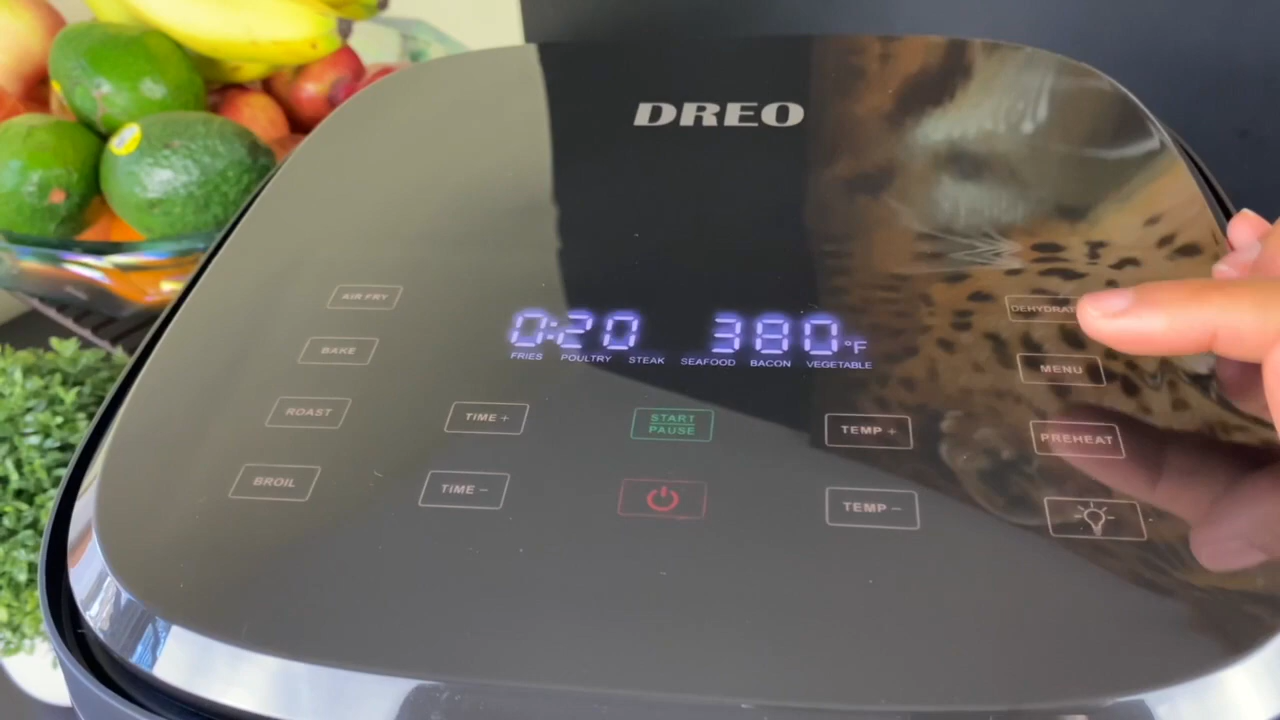 DREO
AIR FRY
0:20 380°F
FRIES POULTRY STEAK SEAFOOD BACON VEGETABLE
BAKE
ROAST
BROIL
TIME +
TIME −
START
PAUSE
TEMP +
TEMP −
DEHYDRAT
MENU
PREHEAT